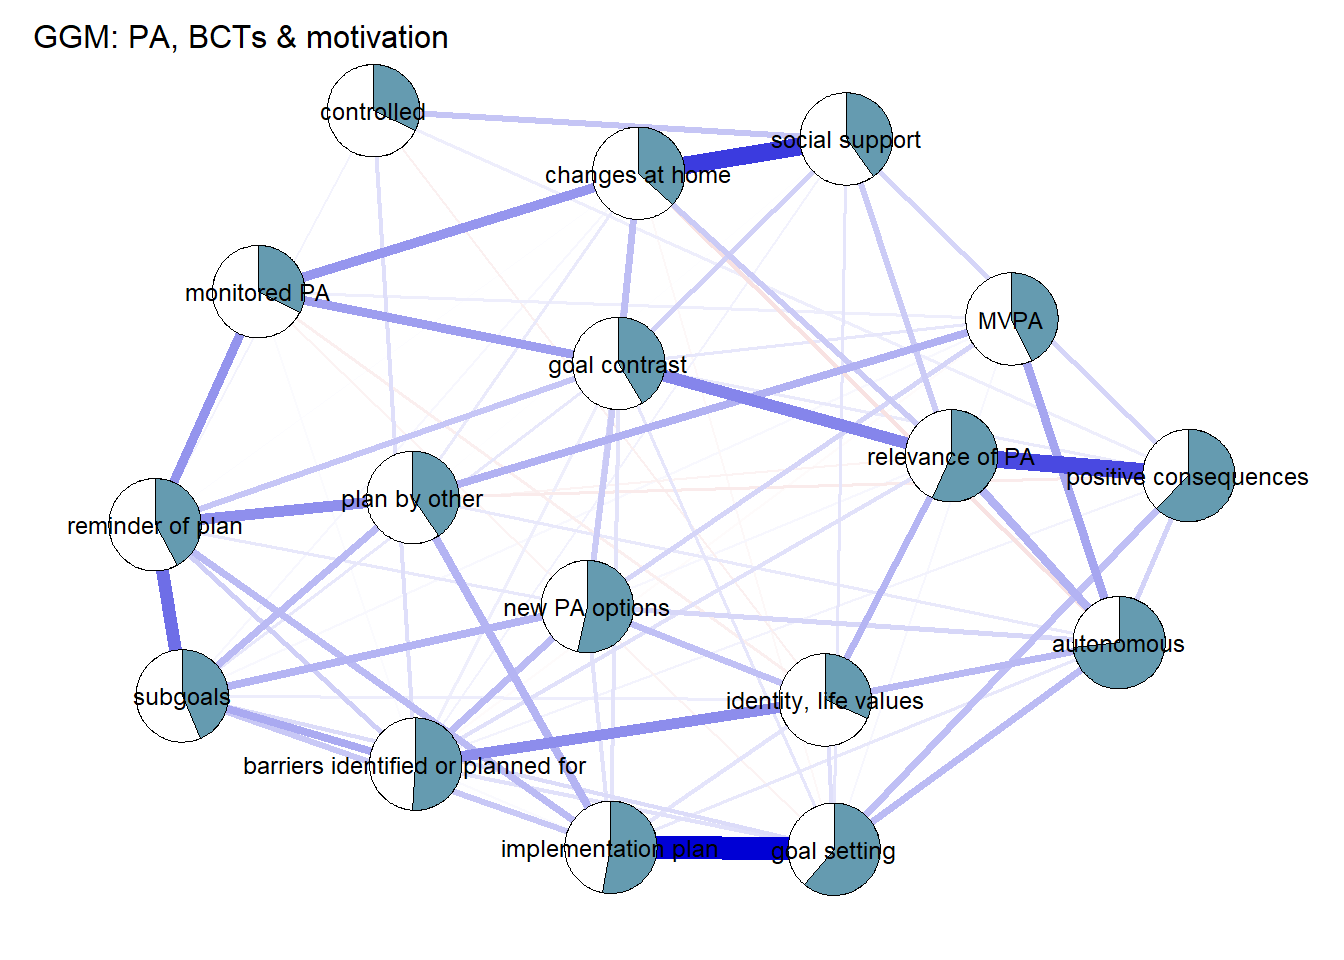 GGM: PA, BCTs & motivation
controlled
social support
changes at home
monitored PA
MVPA
goal contrast
relevance of PA
positive consequences
plan by other
reminder of plan
new PA options
autonomous
subgoals
identity, life values
barriers identified or planned for
implementation plan
goal setting